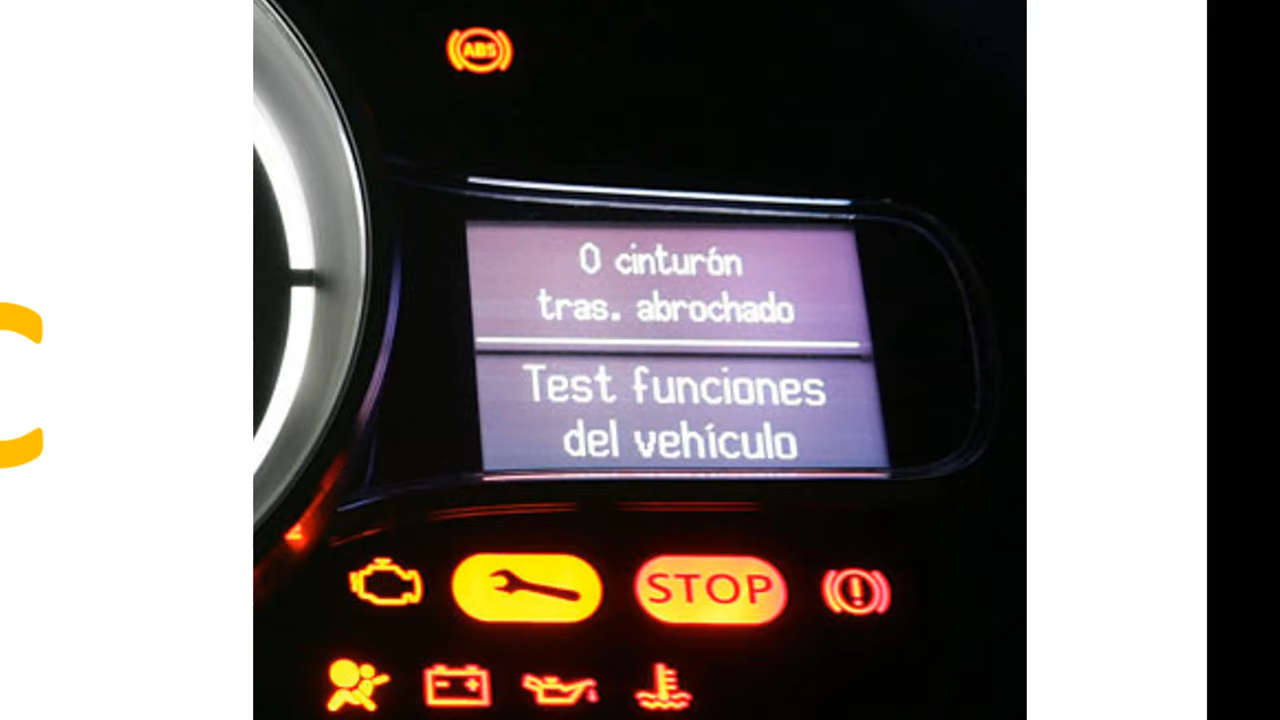 ABS
0 cinturón
tras. abrochado
Test funciones
del vehículo
STOP